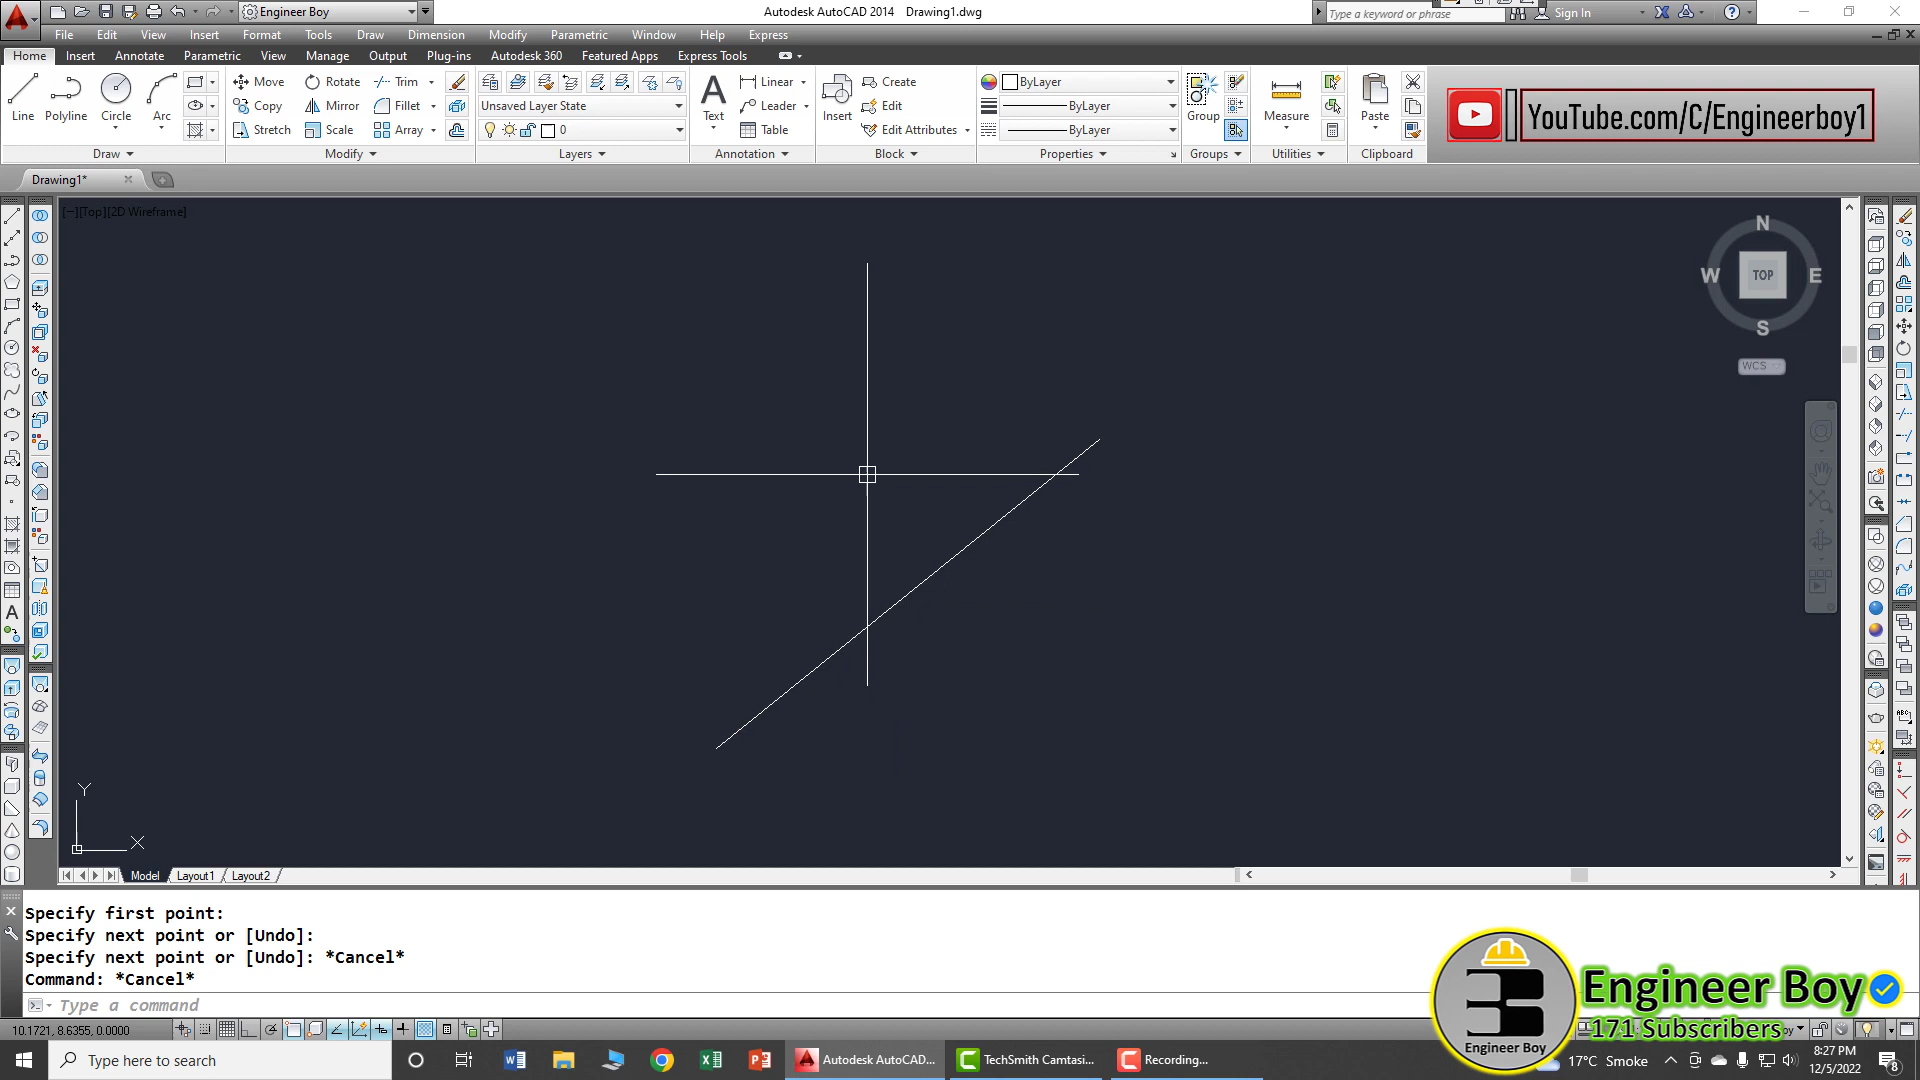 Engineer Boy
Autodesk AutoCAD 2014 Drawing1.dwg
Type a keyword or phrase
Sign In
File Edit View Insert Format Tools Draw Dimension Modify Parametric Window Help Express
Home Insert Annotate Parametric View Manage Output Plug-ins Autodesk 360 Featured Apps Express Tools
Line
Polyline
Circle
Arc
Move
Rotate
Trim
Copy
Mirror
Fillet
Stretch
Scale
Array
Unsaved Layer State
0
Text
Linear
Leader
Table
Insert
Create
Edit
Edit Attributes
ByLayer
ByLayer
ByLayer
Group
Measure
Paste
Draw
Modify
Layers
Annotation
Block
Properties
Groups
Utilities
Clipboard
YouTube.com/C/Engineerboy1
Drawing1*
[−][Top][2D Wireframe]
N
W
TOP
E
S
WCS
Y
X
Model Layout1 Layout2
Specify first point:
Specify next point or [Undo]:
Specify next point or [Undo]: *Cancel*
Command: *Cancel*
Type a command
10.1721, 8.6355, 0.0000
Engineer Boy
171 Subscribers
Engineer Boy
Type here to search
Autodesk AutoCAD...
TechSmith Camtasi...
Recording...
17°C Smoke
8:27 PM
12/5/2022
8